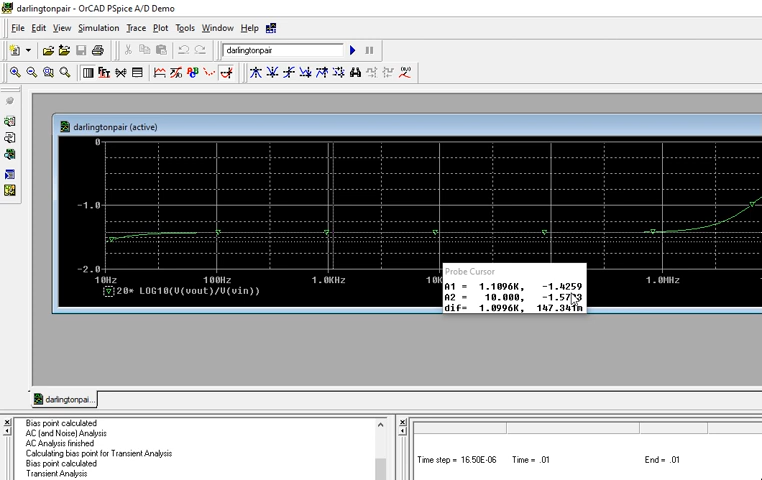 darlingtonpair - OrCAD PSpice A/D Demo
File Edit View Simulation Trace Plot Tools Window Help
darlingtonpair
darlingtonpair (active)
0
-1.0
-2.0
10Hz 100Hz 1.0KHz 1.0MHz
20* LOG10(V(vout)/V(vin))
Probe Cursor
A1 = 1.1096K, -1.4259
A2 = 10.000,
dif= 1.0996K, 147.341m
darlingtonpai...
Bias point calculated
AC (and Noise) Analysis
AC Analysis finished
Calculating bias point for Transient Analysis
Bias point calculated
Transient Analysis
Time step = 16.50E-06 Time = .01 End = .01